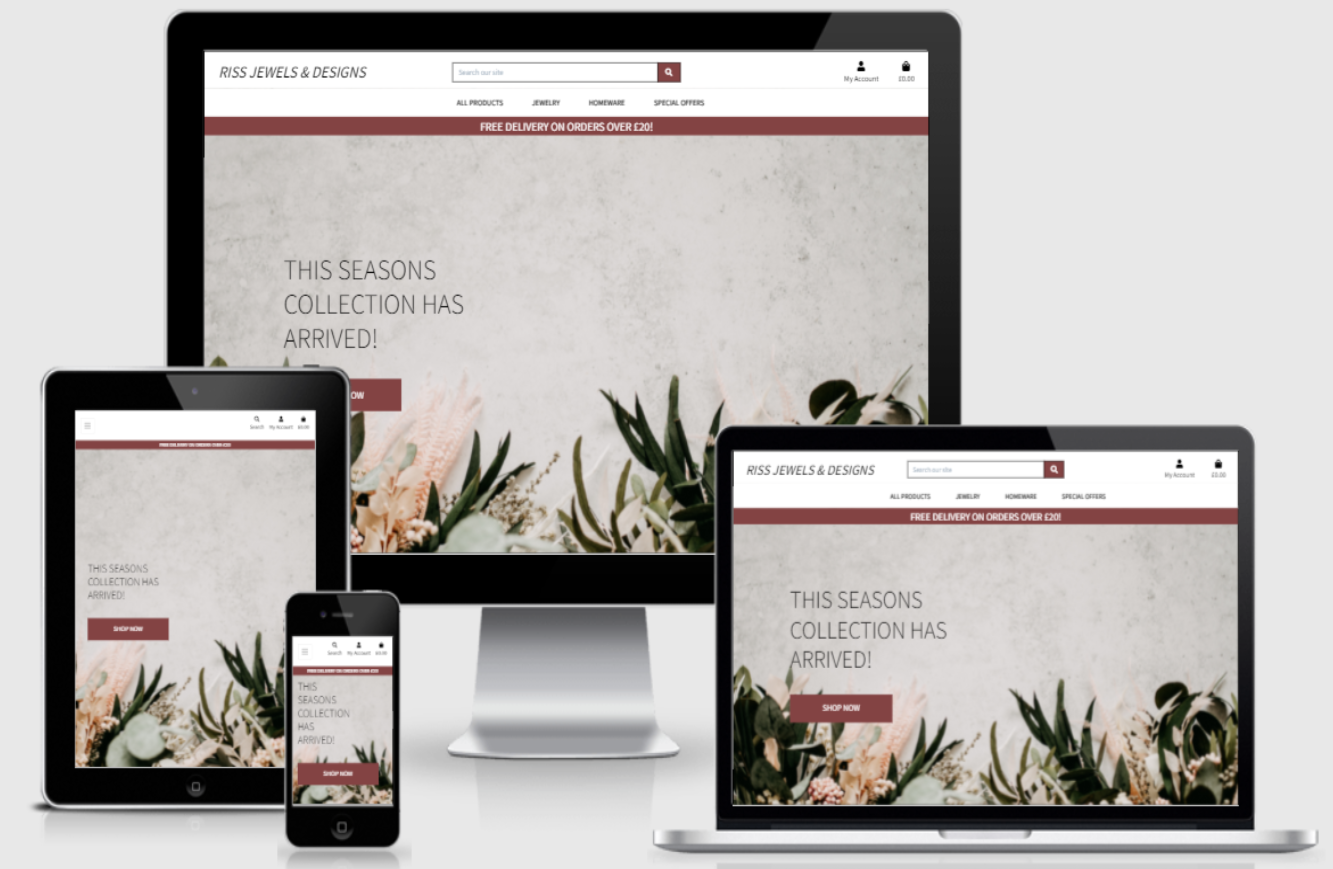 RISS JEWELS & DESIGNS
Search our site
My Account
£0.00
ALL PRODUCTS JEWELRY HOMEWARE SPECIAL OFFERS
FREE DELIVERY ON ORDERS OVER £20!
THIS SEASONS
COLLECTION HAS
ARRIVED!
OW
Search My Account £0.00
FREE DELIVERY ON ORDERS OVER £20!
THIS SEASONS
COLLECTION HAS
ARRIVED!
SHOP NOW
Search My Account £0.00
FREE DELIVERY ON ORDERS OVER £20!
THIS
SEASONS
COLLECTION
HAS
ARRIVED!
SHOP NOW
RISS JEWELS & DESIGNS
Search our site
My Account
£0.00
ALL PRODUCTS JEWELRY HOMEWARE SPECIAL OFFERS
FREE DELIVERY ON ORDERS OVER £20!
THIS SEASONS
COLLECTION HAS
ARRIVED!
SHOP NOW